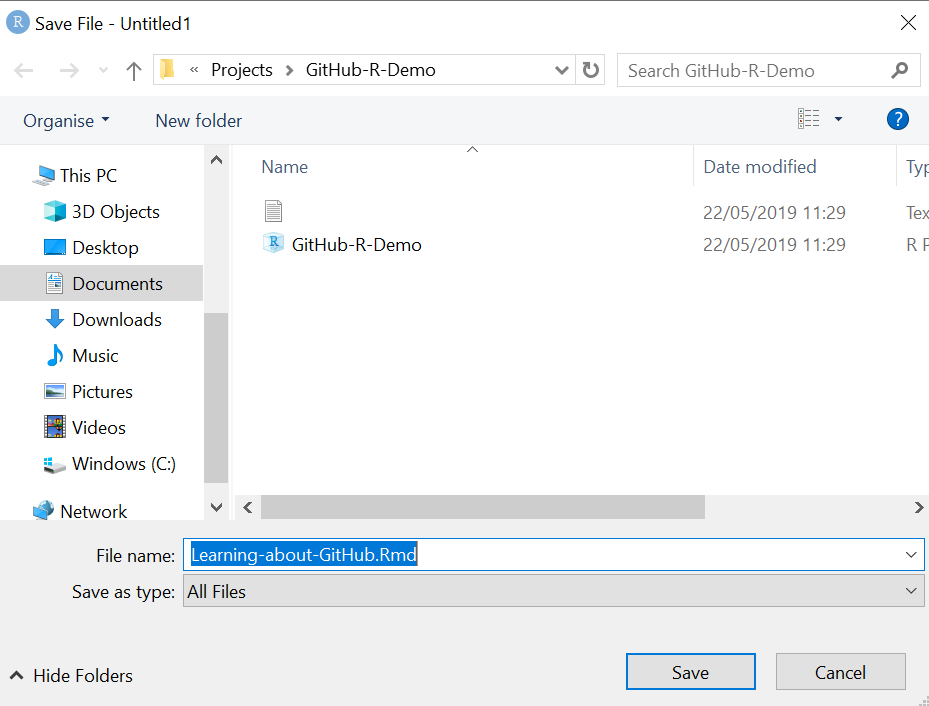 R Save File - Untitled1
« Projects > GitHub-R-Demo
Search GitHub-R-Demo
Organise
New folder
?
This PC
3D Objects
Desktop
Documents
Downloads
Music
Pictures
Videos
Windows (C:)
Network
Name
Date modified
Typ
22/05/2019 11:29
Tex
R GitHub-R-Demo
22/05/2019 11:29
R P
File name: Learning-about-GitHub.Rmd
Save as type: All Files
Hide Folders
Save
Cancel